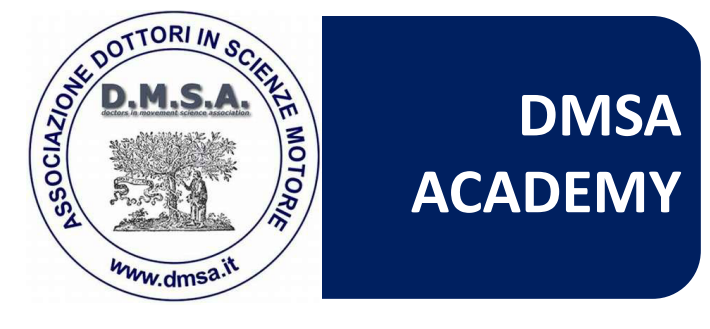 ASSOCIAZIONE DOTTORI IN SCIENZE MOTORIE
D.M.S.A.
doctors in movement science association
www.dmsa.it
DMSA
ACADEMY